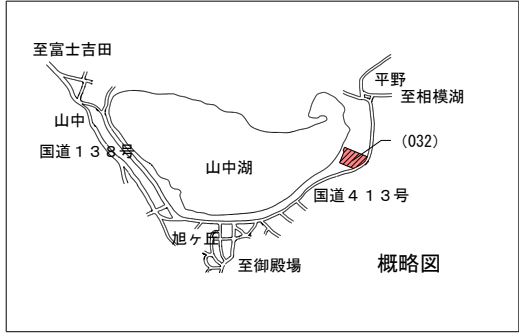 至富士吉田
平野
至相模湖
山中
(032)
国道138号
山中湖
国道413号
旭ヶ丘
至御殿場
概略図